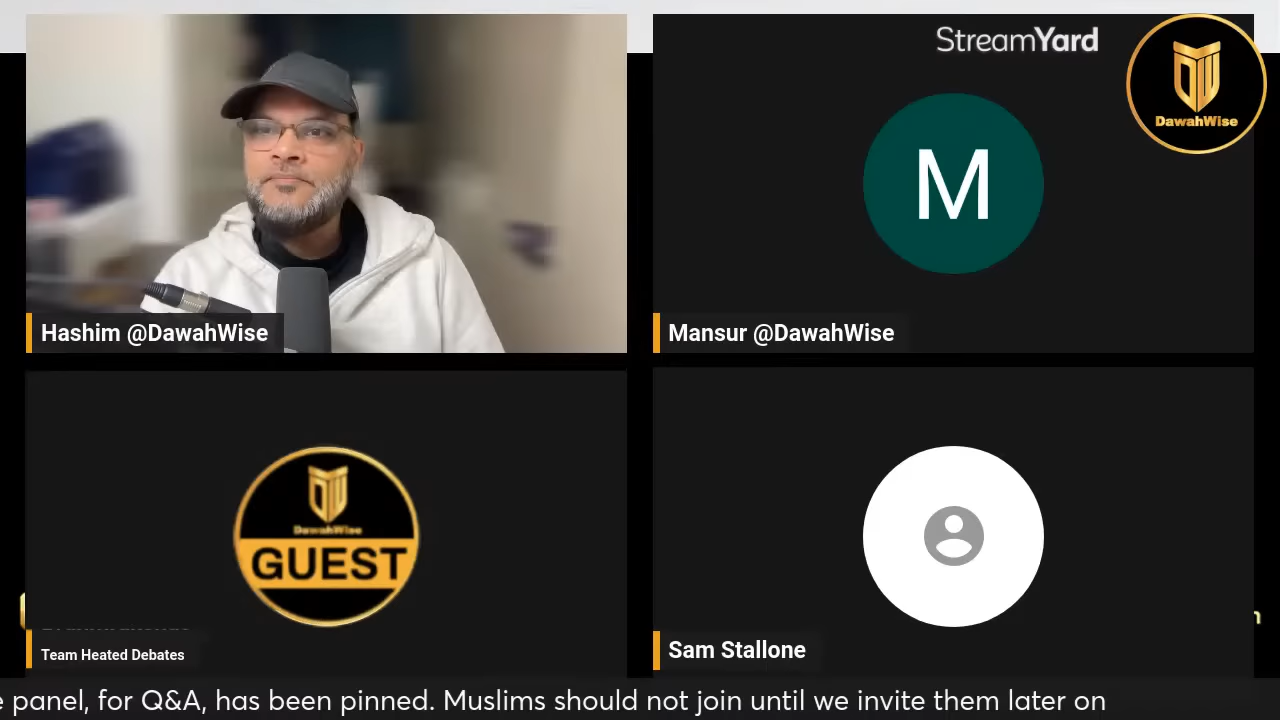 StreamYard
DawahWise
M
Hashim @DawahWise
Mansur @DawahWise
DawahWise
GUEST
Team Heated Debates
Sam Stallone
panel, for Q&A, has been pinned. Muslims should not join until we invite them later on